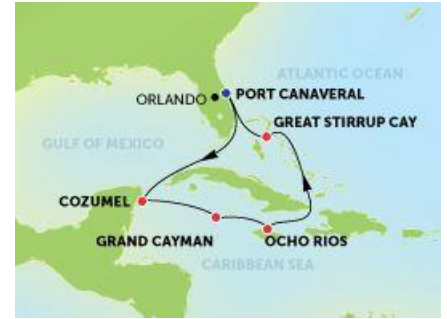 ATLANTIC OCEAN
ORLANDO
PORT CANAVERAL
GREAT STIRRUP CAY
GULF OF MEXICO
COZUMEL
GRAND CAYMAN
OCHO RIOS
CARIBBEAN SEA